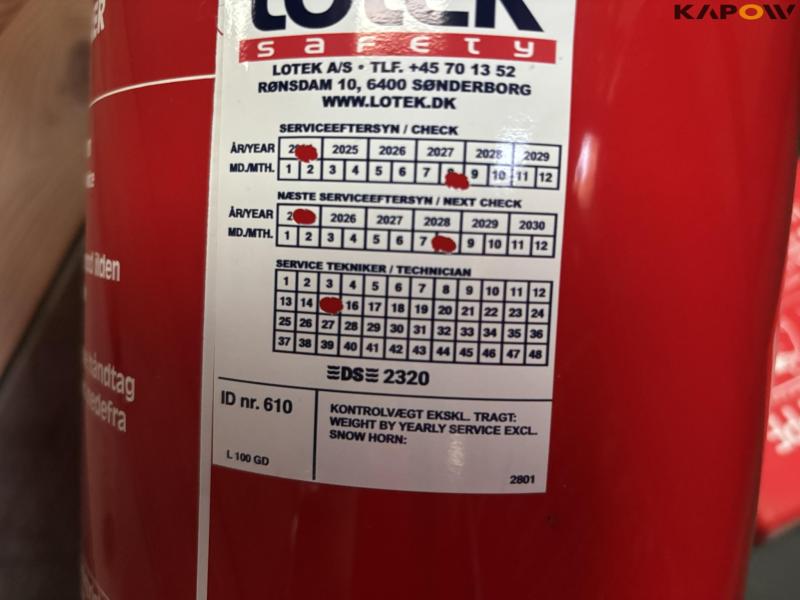 KAPOW
LOTEK
SAFETY
LOTEK A/S • TLF. +45 70 13 52
RØNSDAM 10, 6400 SØNDERBORG
WWW.LOTEK.DK
SERVICEEFTERSYN / CHECK
ÅR/YEAR 2025 2026 2027 2028 2029
MD./MTH. 1 2 3 4 5 6 7 8 9 10 11 12
NÆSTE SERVICEEFTERSYN / NEXT CHECK
ÅR/YEAR 2026 2027 2028 2029 2030
MD./MTH. 1 2 3 4 5 6 7 9 10 11 12
SERVICE TEKNIKER / TECHNICIAN
1 2 3 4 5 6 7 8 9 10 11 12
13 14 16 17 18 19 20 21 22 23 24
25 26 27 28 29 30 31 32 33 34 35 36
37 38 39 40 41 42 43 44 45 46 47 48
DS 2320
ID nr. 610
L 100 GD
KONTROLVÆGT EKSKL. TRAGT:
WEIGHT BY YEARLY SERVICE EXCL.
SNOW HORN:
2801
håndtag
nedefra